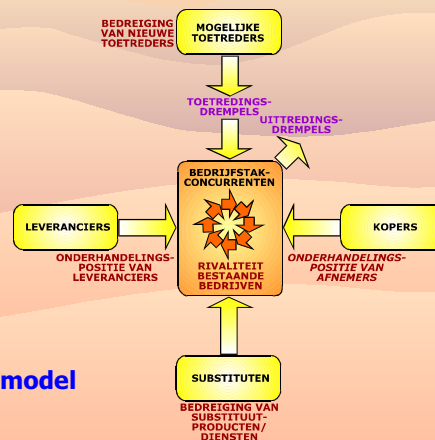 BEDREIGING
VAN NIEUWE
TOETREDERS
MOGELIJKE
TOETREDERS
TOETREDINGS-
DREMPELS
UITTREDINGS-
DREMPELS
BEDRIJFSTAK-
CONCURRENTEN
LEVERANCIERS
KOPERS
ONDERHANDELINGS-
POSITIE VAN
LEVERANCIERS
RIVALITEIT
BESTAANDE
BEDRIJVEN
ONDERHANDELINGS-
POSITIE VAN
AFNEMERS
model
SUBSTITUTEN
BEDREIGING VAN
SUBSTITUUT-
PRODUCTEN/
DIENSTEN